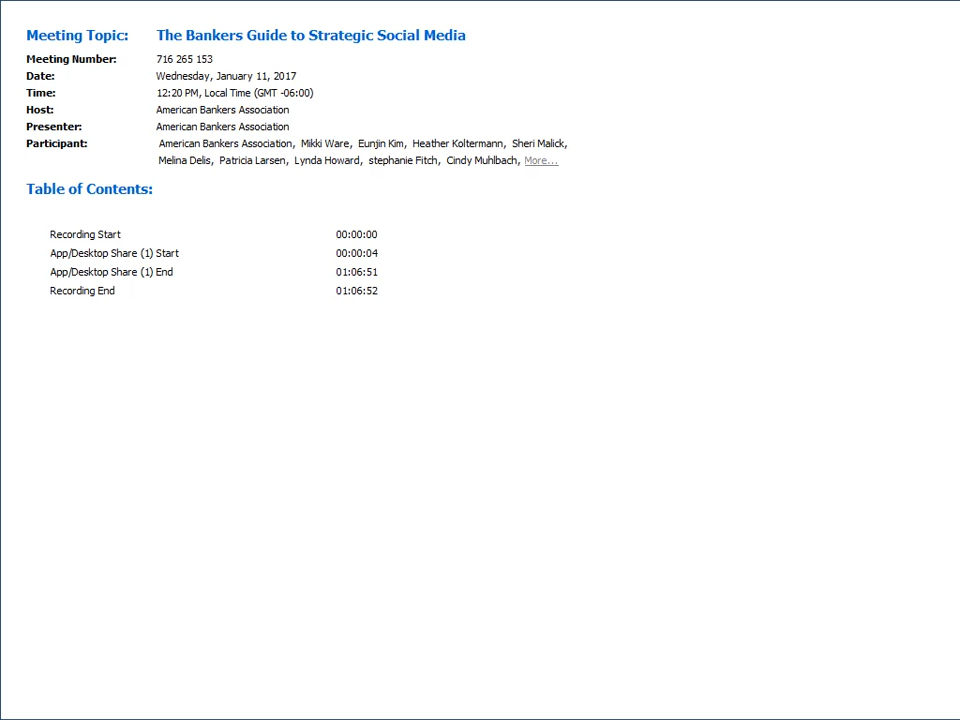 Meeting Topic: The Bankers Guide to Strategic Social Media
Meeting Number: 716 265 153
Date: Wednesday, January 11, 2017
Time: 12:20 PM, Local Time (GMT -06:00)
Host: American Bankers Association
Presenter: American Bankers Association
Participant: American Bankers Association, Mikki Ware, Eunjin Kim, Heather Koltermann, Sheri Malick,
Melina Delis, Patricia Larsen, Lynda Howard, stephanie Fitch, Cindy Muhlbach, More...
Table of Contents:
Recording Start 00:00:00
App/Desktop Share (1) Start 00:00:04
App/Desktop Share (1) End 01:06:51
Recording End 01:06:52